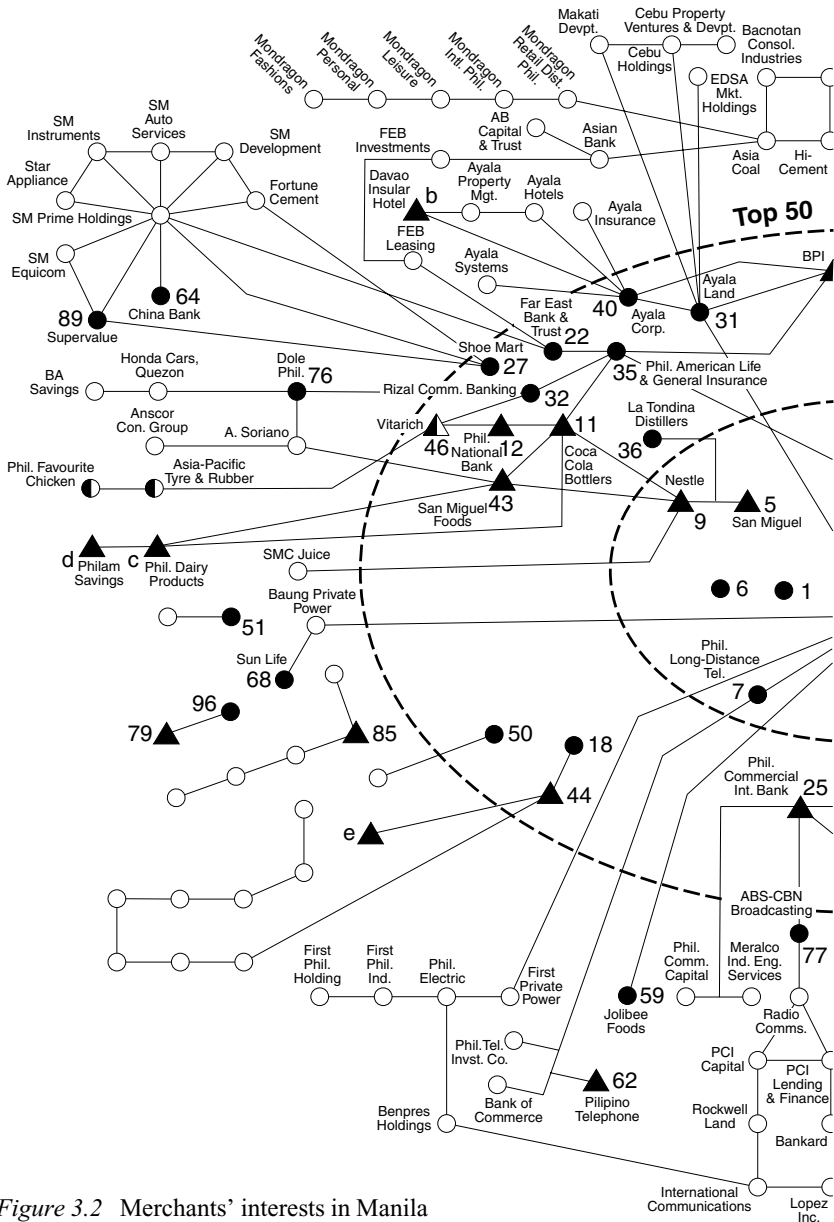 Makati
Devpt.
Cebu Property
Ventures & Devpt.
Bacnotan
Consol.
Industries
Mondragon
Fashions
Mondragon
Personal
Mondragon
Leisure
Mondragon
Intl. Phil.
Mondragon
Retail Dist.
Phil.
Cebu
Holdings
EDSA
Mkt.
Holdings
SM
Instruments
SM
Auto
Services
SM
Development
FEB
Investments
AB
Capital
& Trust
Asian
Bank
Asia
Coal
Hi-
Cement
Star
Appliance
Fortune
Cement
Davao
Insular
Hotel
b
Ayala
Property
Mgt.
Ayala
Hotels
Ayala
Insurance
SM Prime Holdings
Top 50
SM
Equicom
FEB
Leasing
Ayala
Systems
BPI
64
China Bank
89
Supervalue
Far East
Bank &
Trust
22
40
Ayala
Corp.
Ayala
Land
31
Shoe Mart
27
35
Phil. American Life
& General Insurance
BA
Savings
Honda Cars,
Quezon
Dole
Phil.
76
Rizal Comm. Banking
32
La Tondina
Distillers
36
Anscor
Con. Group
A. Soriano
Vitarich
46
12
Phil.
National
Bank
11
Coca
Cola
Bottlers
Phil. Favourite
Chicken
Asia-Pacific
Tyre & Rubber
43
San Miguel
Foods
Nestle
9
5
San Miguel
d
Philam
Savings
c
Phil. Dairy
Products
SMC Juice
6
1
Baung Private
Power
51
Sun Life
68
Phil.
Long-Distance
Tel.
7
96
79
85
50
18
Phil.
Commercial
Int. Bank
25
44
e
ABS-CBN
Broadcasting
77
First
Phil.
Holding
First
Phil.
Ind.
Phil.
Electric
First
Private
Power
59
Jolibee
Foods
Phil.
Comm.
Capital
Meralco
Ind. Eng.
Services
Radio
Comms.
Phil.Tel.
Invst. Co.
62
Pilipino
Telephone
Bank of
Commerce
PCI
Capital
PCI
Lending
& Finance
Benpres
Holdings
Rockwell
Land
Bankard
International
Communications
Lopez
Inc.
igure 3.2 Merchants’ interests in Manila